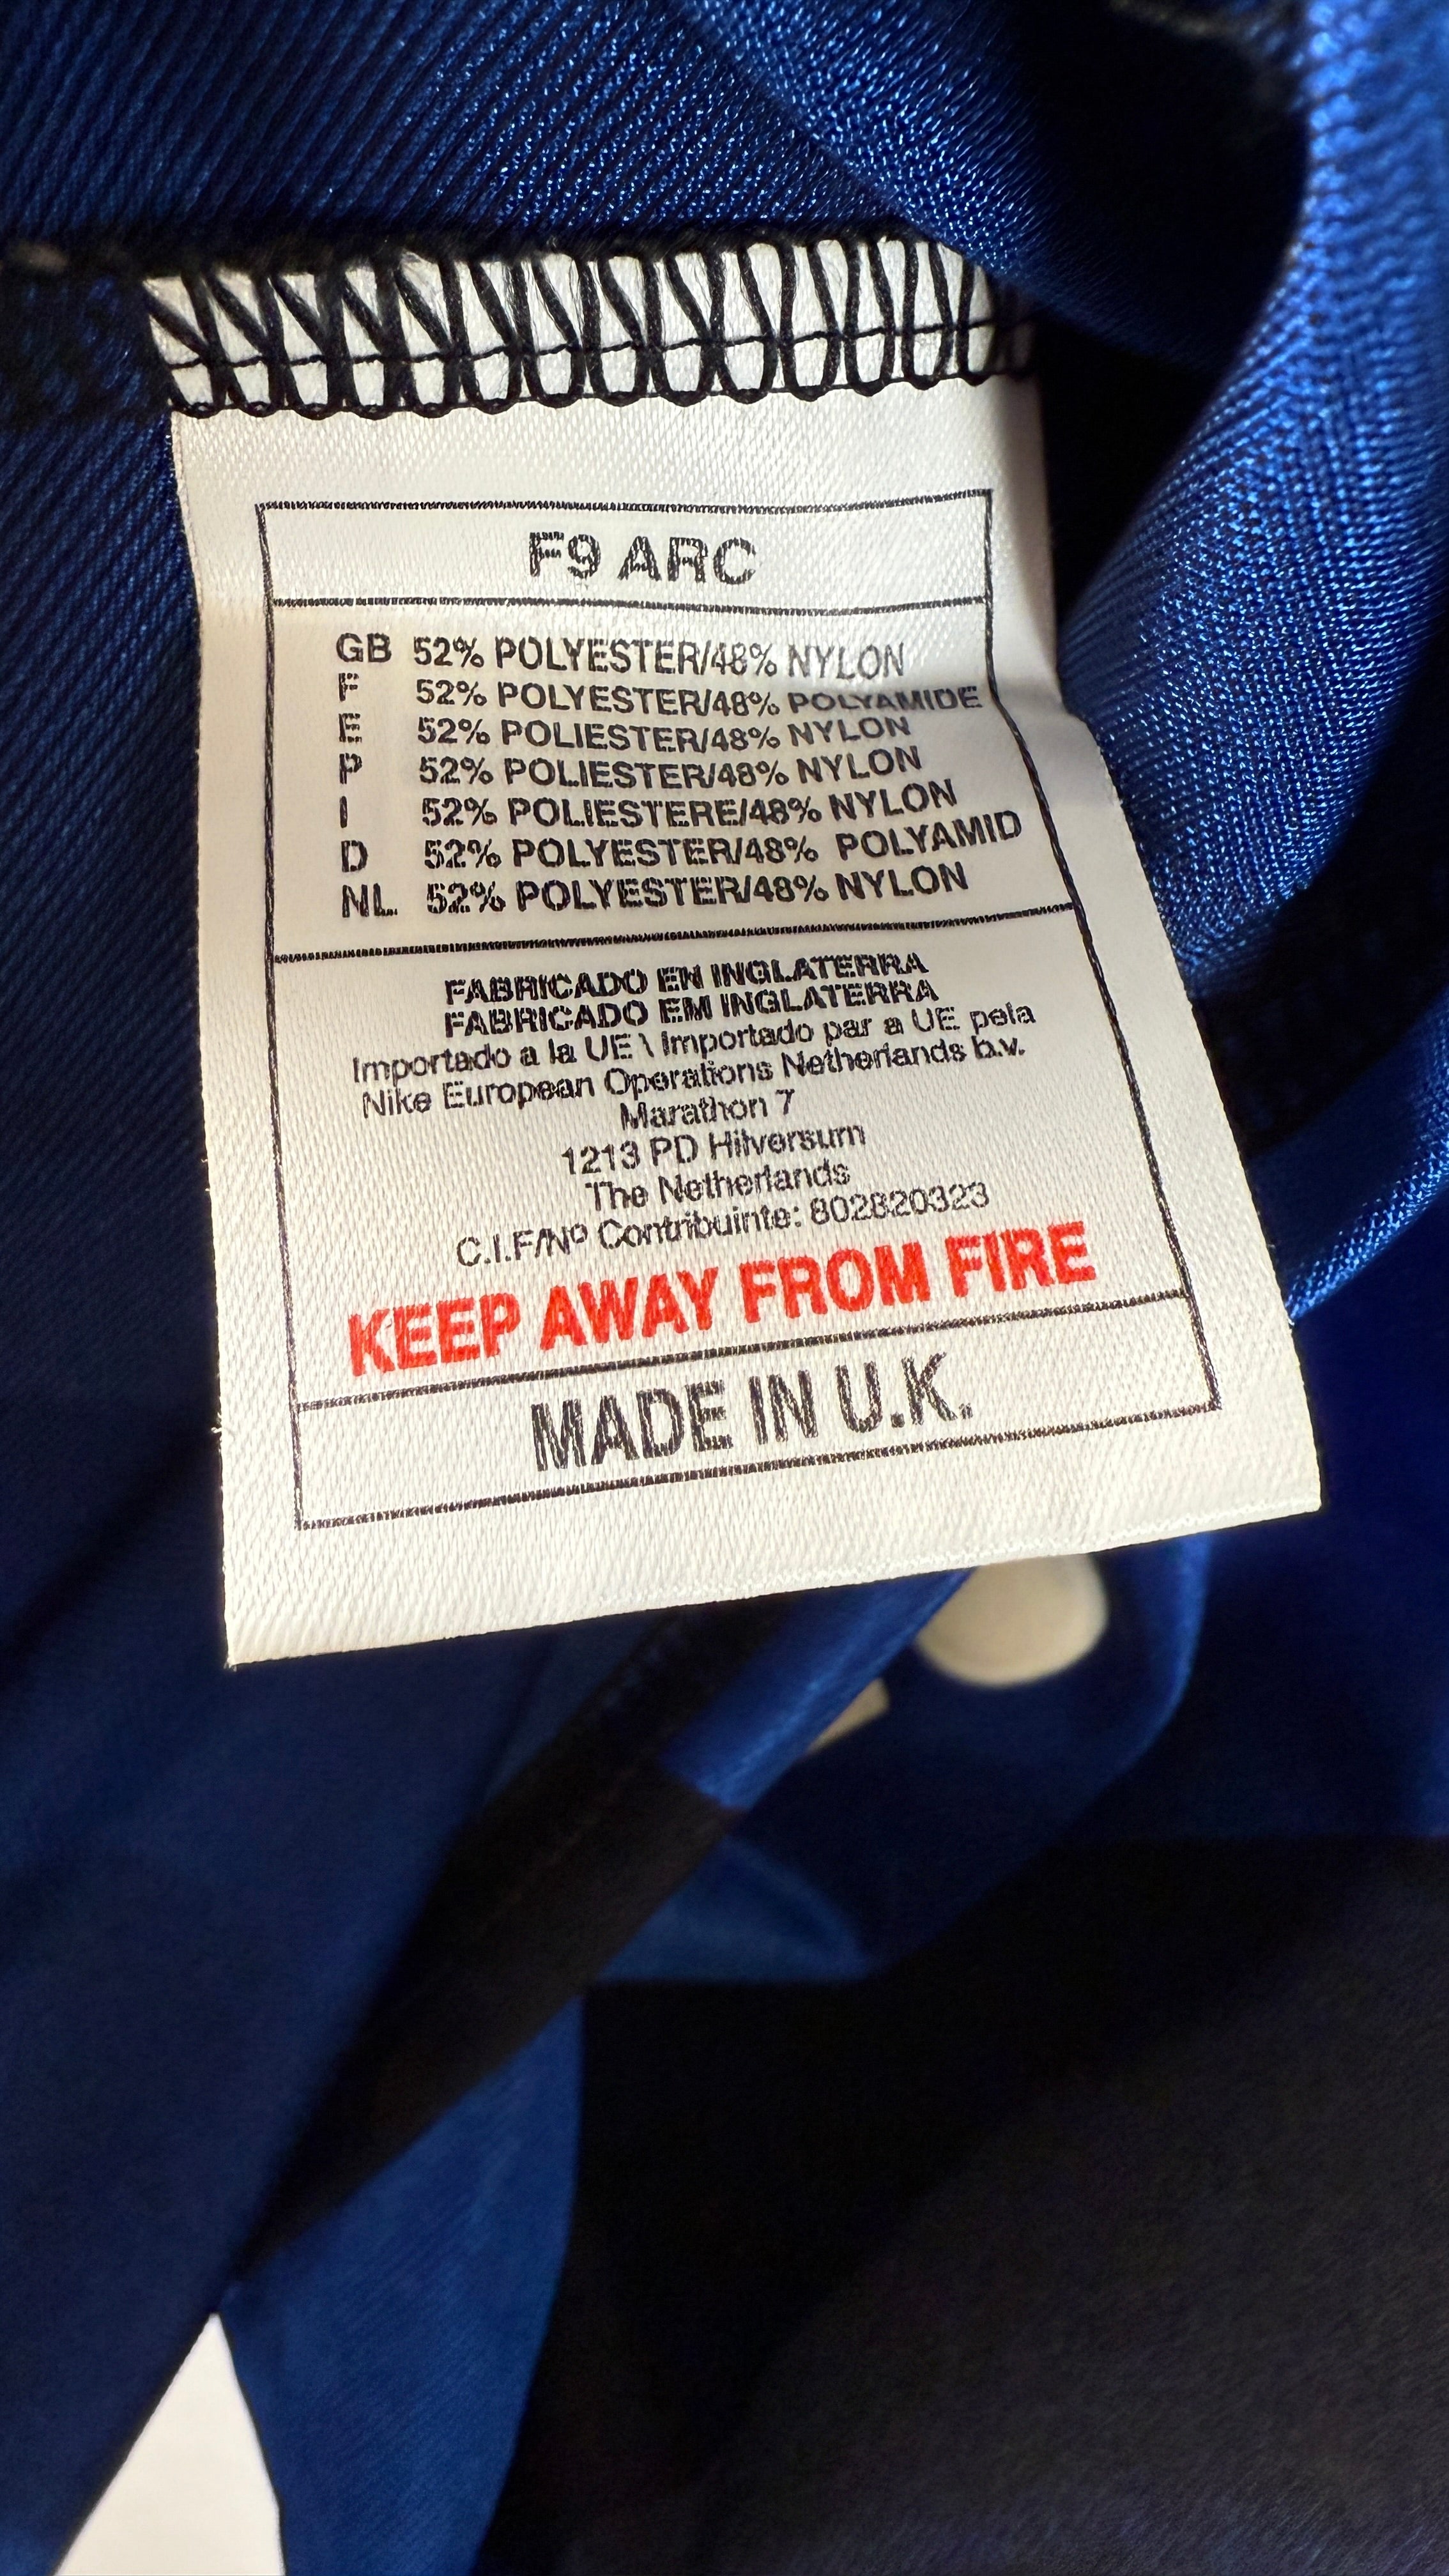 F9 ARC
GB 52% POLYESTER/48% NYLON
F 52% POLYESTER/48% POLYAMIDE
E 52% POLIESTER/48% NYLON
P 52% POLIESTER/48% NYLON
I 52% POLIESTERE/48% NYLON
D 52% POLYESTER/48% POLYAMID
NL 52% POLYESTER/48% NYLON
FABRICADO EN INGLATERRA
FABRICADO EM INGLATERRA
Importado a la UE \ Importado par a UE pela
Nike European Operations Netherlands b.v.
Marathon 7
1213 PD Hilversum
The Netherlands
C.I.F/Nº Contribuinte: 802820323
KEEP AWAY FROM FIRE
MADE IN U.K.